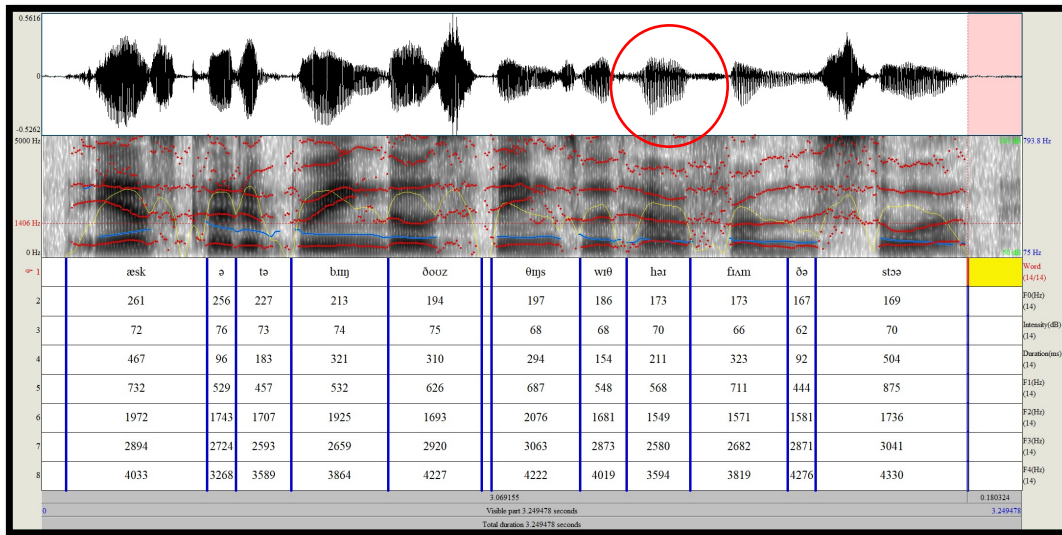 0.5616
0
-0.5262
5000 Hz
793.8 Hz
1406 Hz
0 Hz
75 Hz
1 æsk ə tə bɪɪŋ ðoʊz θɪŋs wɪθ həɪ fɪʌm ðə stɔə Word
(14/14)
2 261 256 227 213 194 197 186 173 173 167 169 F0(Hz)
(14)
3 72 76 73 74 75 68 68 70 66 62 70 Intensity(dB)
(14)
4 467 96 183 321 310 294 154 211 323 92 504 Duration(ms)
(14)
5 732 529 457 532 626 687 548 568 711 444 875 F1(Hz)
(14)
6 1972 1743 1707 1925 1693 2076 1681 1549 1571 1581 1736 F2(Hz)
(14)
7 2894 2724 2593 2659 2920 3063 2873 2580 2682 2871 3041 F3(Hz)
(14)
8 4033 3268 3589 3864 4227 4222 4019 3594 3819 4276 4330 F4(Hz)
(14)
3.069155 0.180324
0 Visible part 3.249478 seconds 3.249478
Total duration 3.249478 seconds